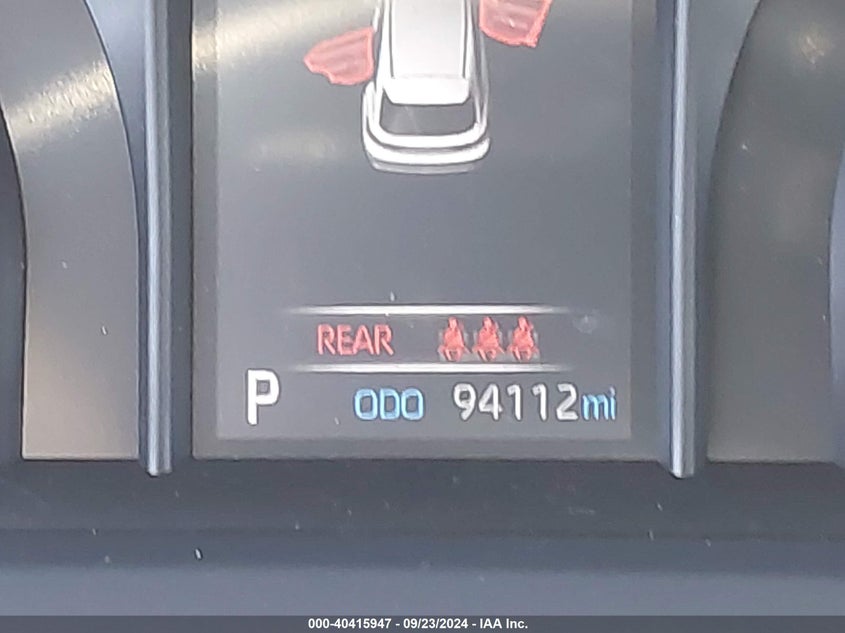 REAR
P ODO 94112mi
000-40415947 - 09/23/2024 - IAA Inc.